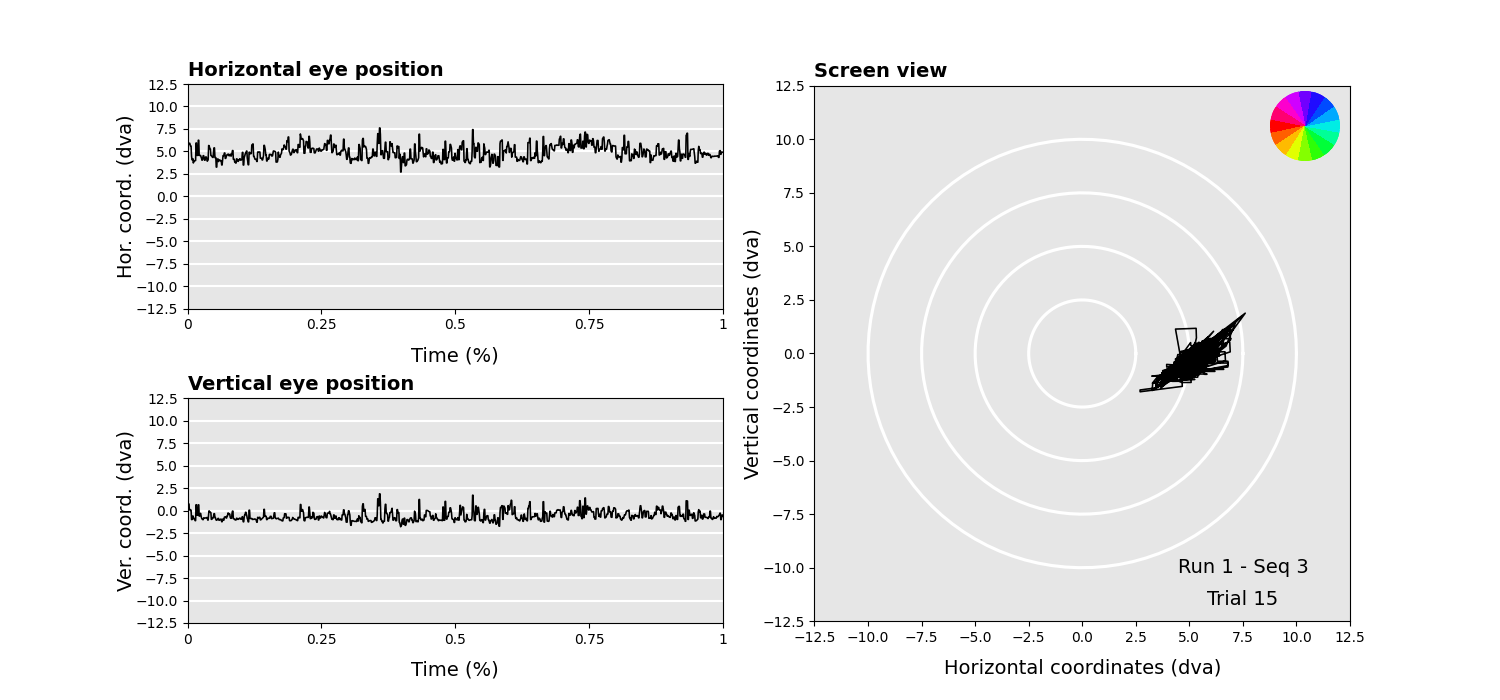 Horizontal eye position
12.5
10.0
7.5
5.0
2.5
0.0
−2.5
−5.0
−7.5
−10.0
−12.5
Hor. coord. (dva)
0 0.25 0.5 0.75 1
Time (%)
Vertical eye position
12.5
10.0
7.5
5.0
2.5
0.0
−2.5
−5.0
−7.5
−10.0
−12.5
Ver. coord. (dva)
0 0.25 0.5 0.75 1
Time (%)
Screen view
12.5
10.0
7.5
5.0
2.5
0.0
−2.5
−5.0
−7.5
−10.0
−12.5
Vertical coordinates (dva)
Run 1 - Seq 3
Trial 15
−12.5 −10.0 −7.5 −5.0 −2.5 0.0 2.5 5.0 7.5 10.0 12.5
Horizontal coordinates (dva)